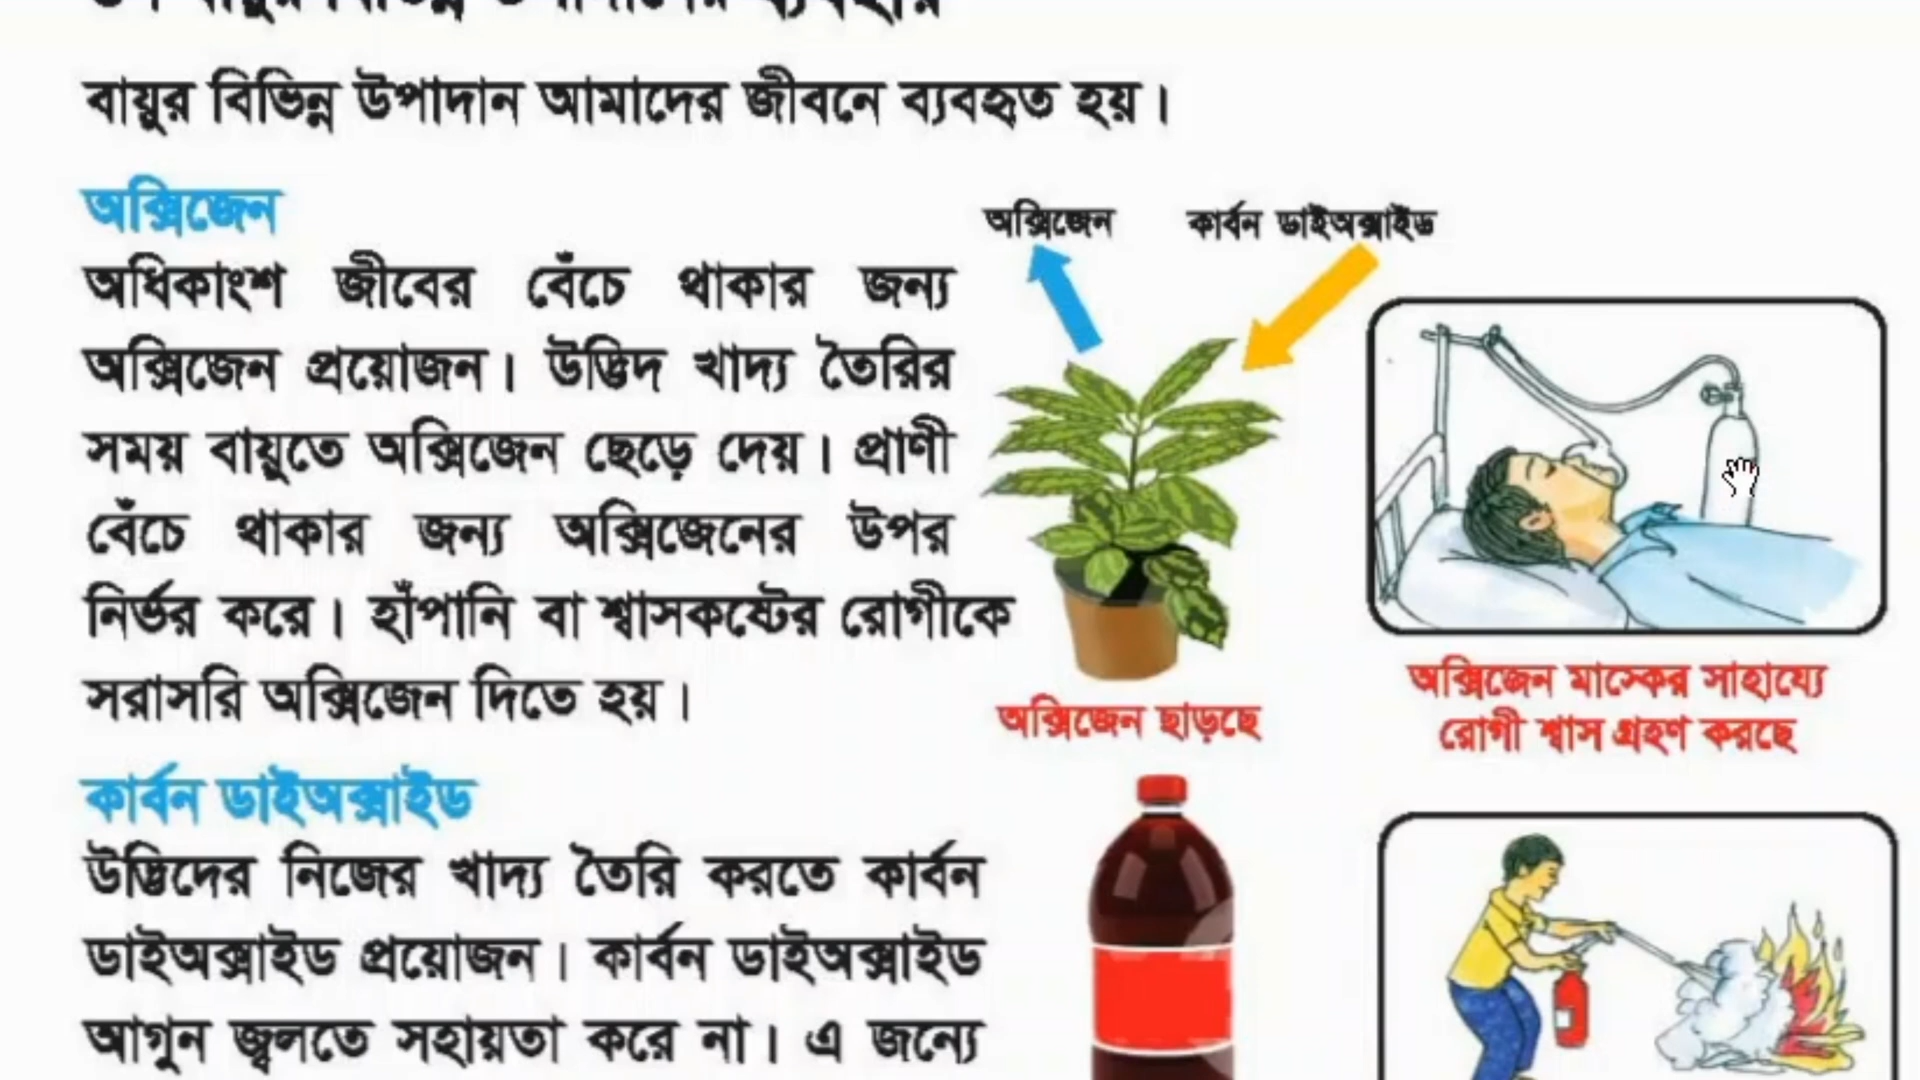 বায়ুর বিভিন্ন উপাদান আমাদের জীবনে ব্যবহৃত হয়।
অক্সিজেন
অধিকাংশ জীবের বেঁচে থাকার জন্য
অক্সিজেন প্রয়োজন। উদ্ভিদ খাদ্য তৈরির
সময় বায়ুতে অক্সিজেন ছেড়ে দেয়। প্রাণী
বেঁচে থাকার জন্য অক্সিজেনের উপর
নির্ভর করে। হাঁপানি বা শ্বাসকষ্টের রোগীকে
সরাসরি অক্সিজেন দিতে হয়।
অক্সিজেন
কার্বন ডাইঅক্সাইড
অক্সিজেন ছাড়ছে
অক্সিজেন মাস্কের সাহায্যে
রোগী শ্বাস গ্রহণ করছে
কার্বন ডাইঅক্সাইড
উদ্ভিদের নিজের খাদ্য তৈরি করতে কার্বন
ডাইঅক্সাইড প্রয়োজন। কার্বন ডাইঅক্সাইড
আগুন জ্বলতে সহায়তা করে না। এ জন্যে